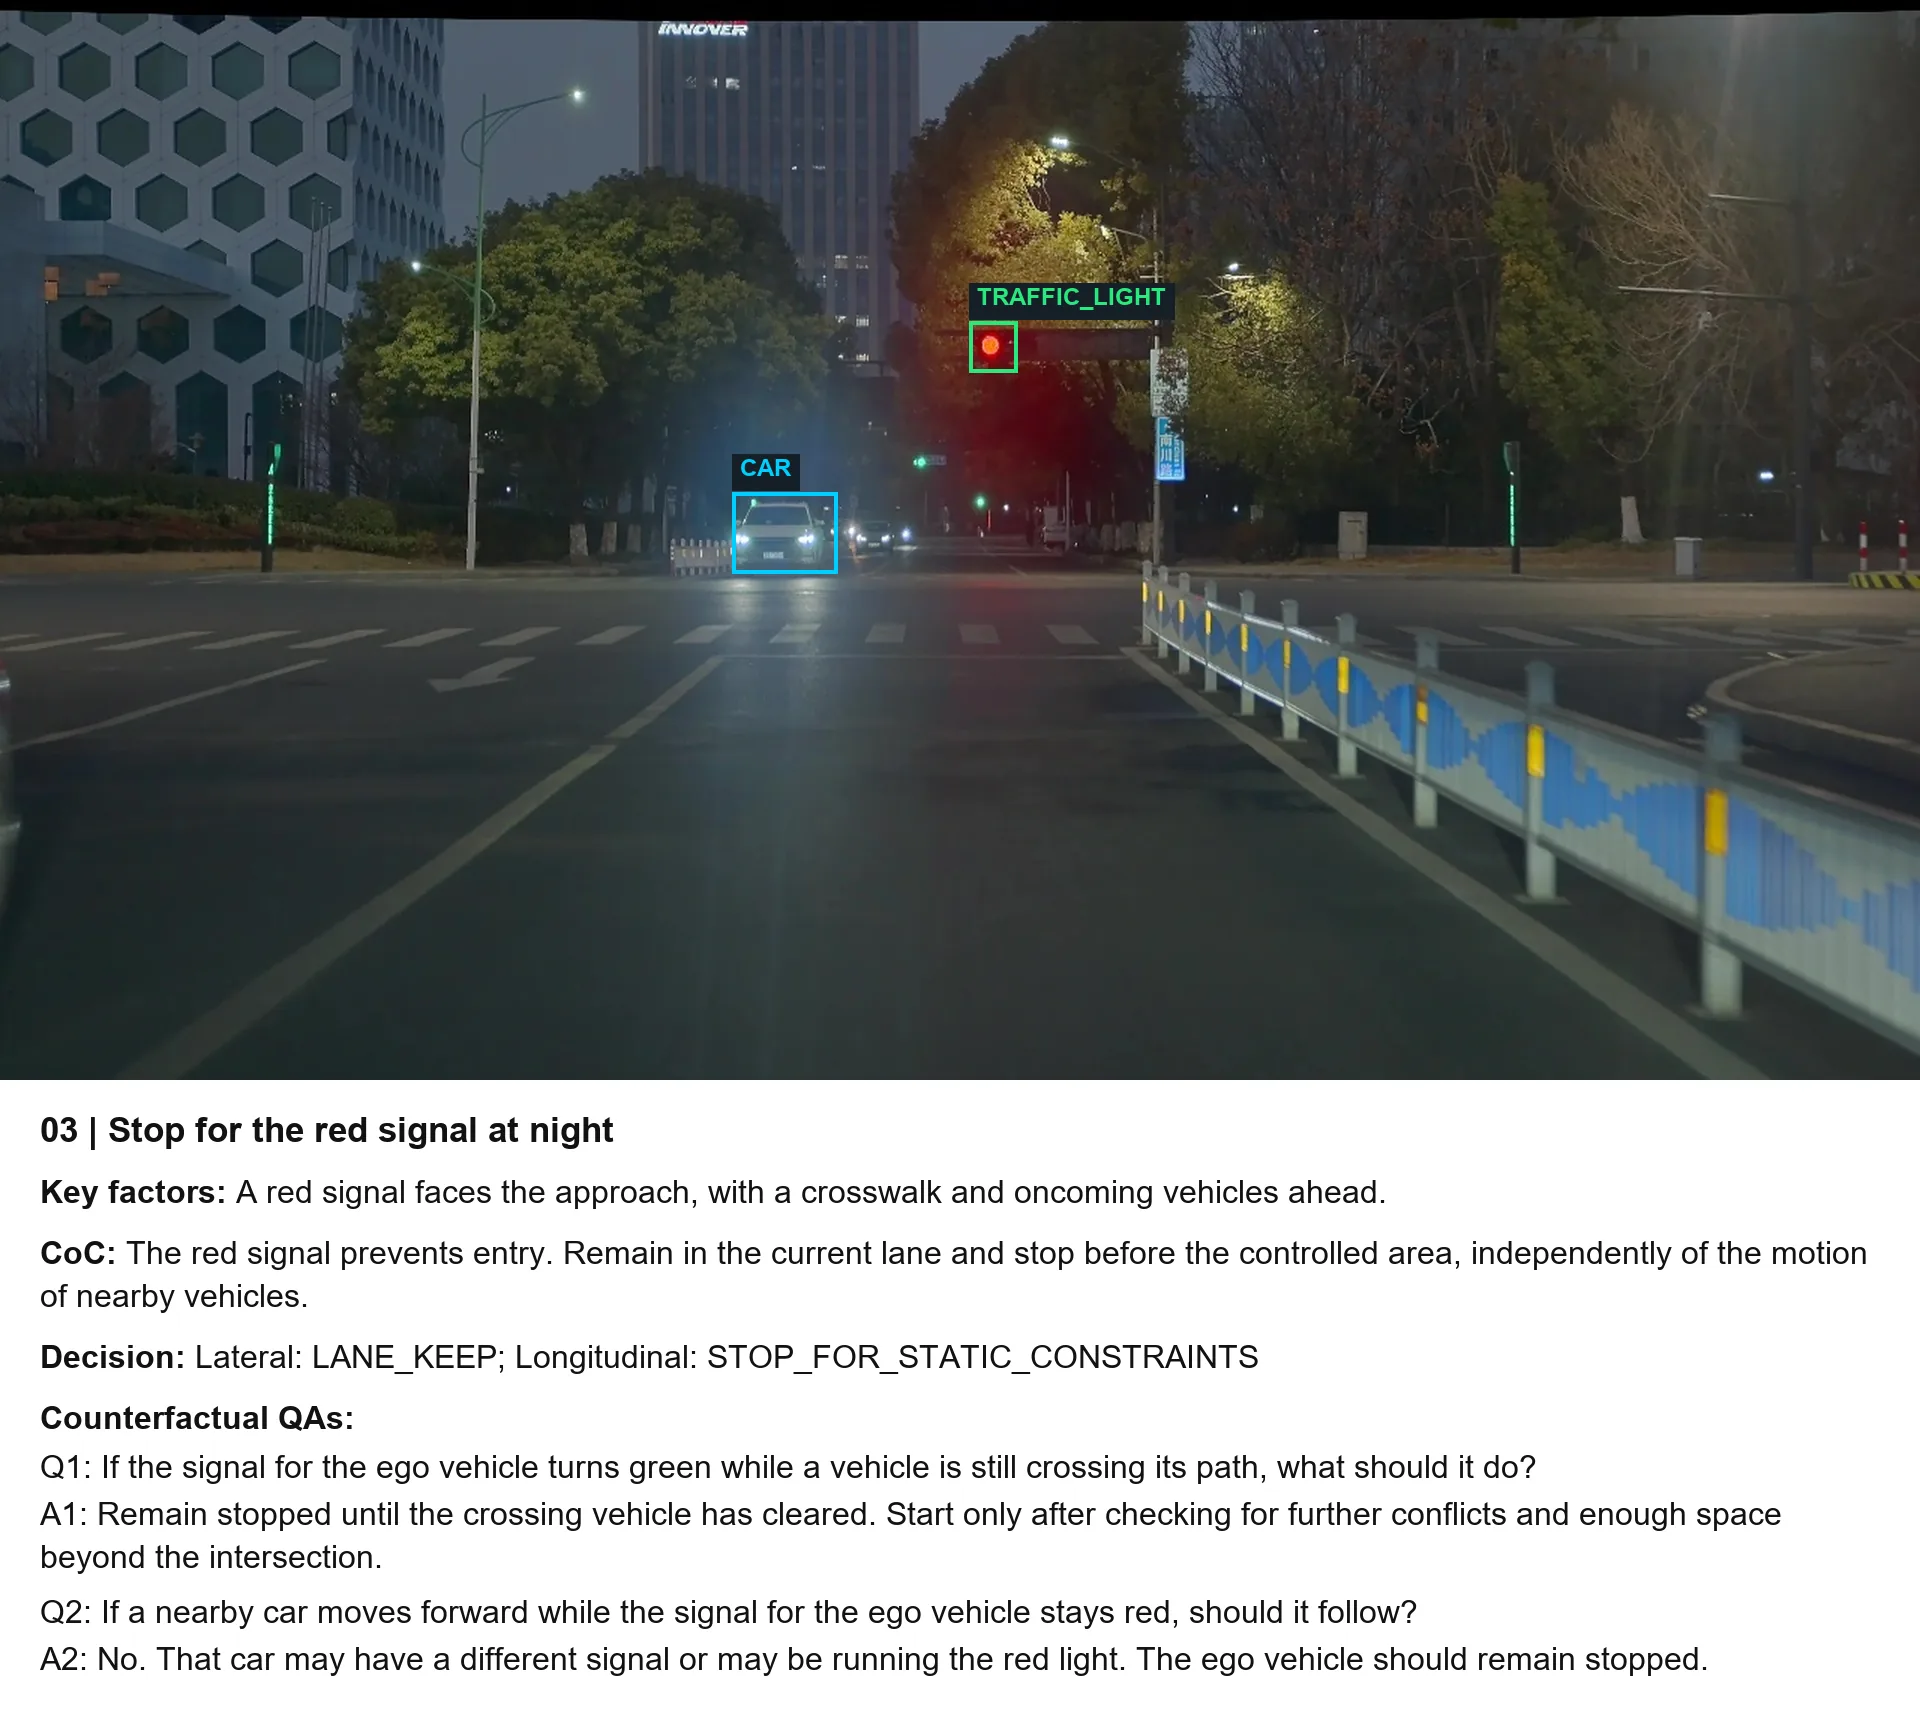 INNOVER
TRAFFIC_LIGHT
南川路
CAR
03 | Stop for the red signal at night
Key factors: A red signal faces the approach, with a crosswalk and oncoming vehicles ahead.
CoC: The red signal prevents entry. Remain in the current lane and stop before the controlled area, independently of the motion
of nearby vehicles.
Decision: Lateral: LANE_KEEP; Longitudinal: STOP_FOR_STATIC_CONSTRAINTS
Counterfactual QAs:
Q1: If the signal for the ego vehicle turns green while a vehicle is still crossing its path, what should it do?
A1: Remain stopped until the crossing vehicle has cleared. Start only after checking for further conflicts and enough space
beyond the intersection.
Q2: If a nearby car moves forward while the signal for the ego vehicle stays red, should it follow?
A2: No. That car may have a different signal or may be running the red light. The ego vehicle should remain stopped.